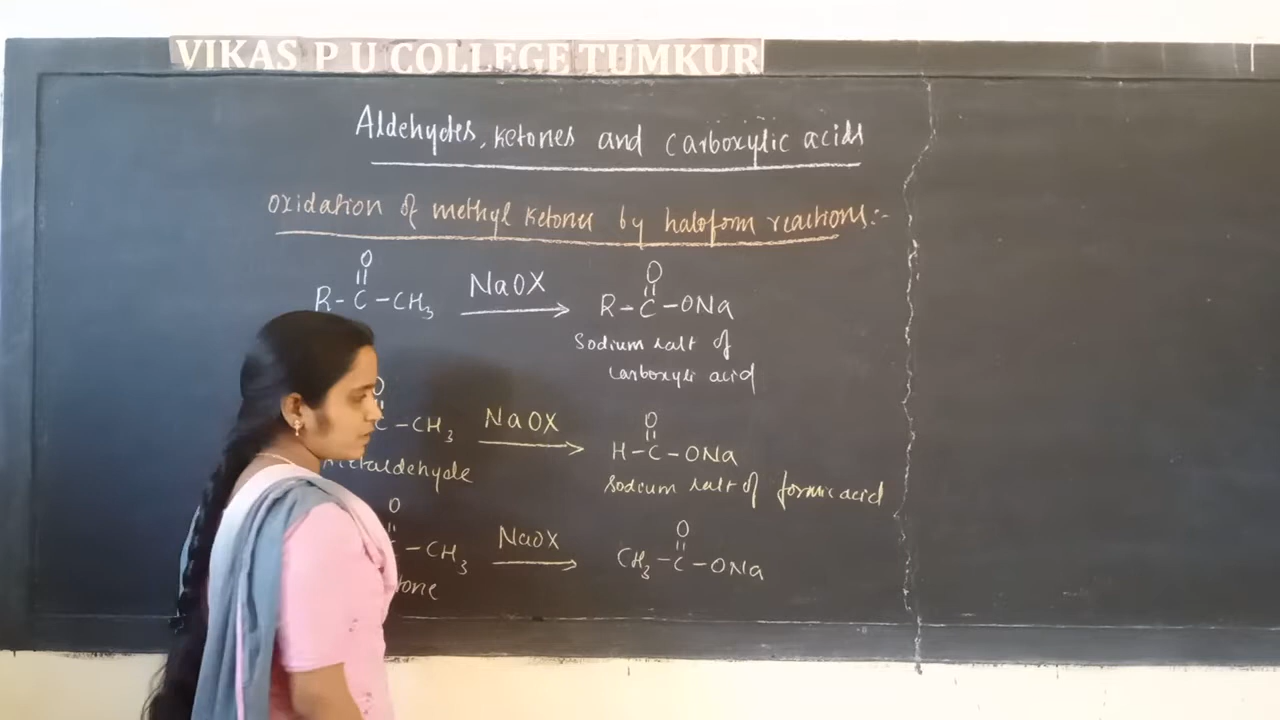 VIKAS P U COLLEGE TUMKUR
Aldehydes, ketones and carboxylic acids
oxidation of methyl ketones by haloform reactions:-
O
R-C-CH3
NaOX
O
R-C-ONa
Sodium salt of
carboxylic acid
O
C-CH3
NaOX
O
H-C-ONa
Sodium salt of formic acid
O
-CH3
NaOX
O
CH3-C-ONa